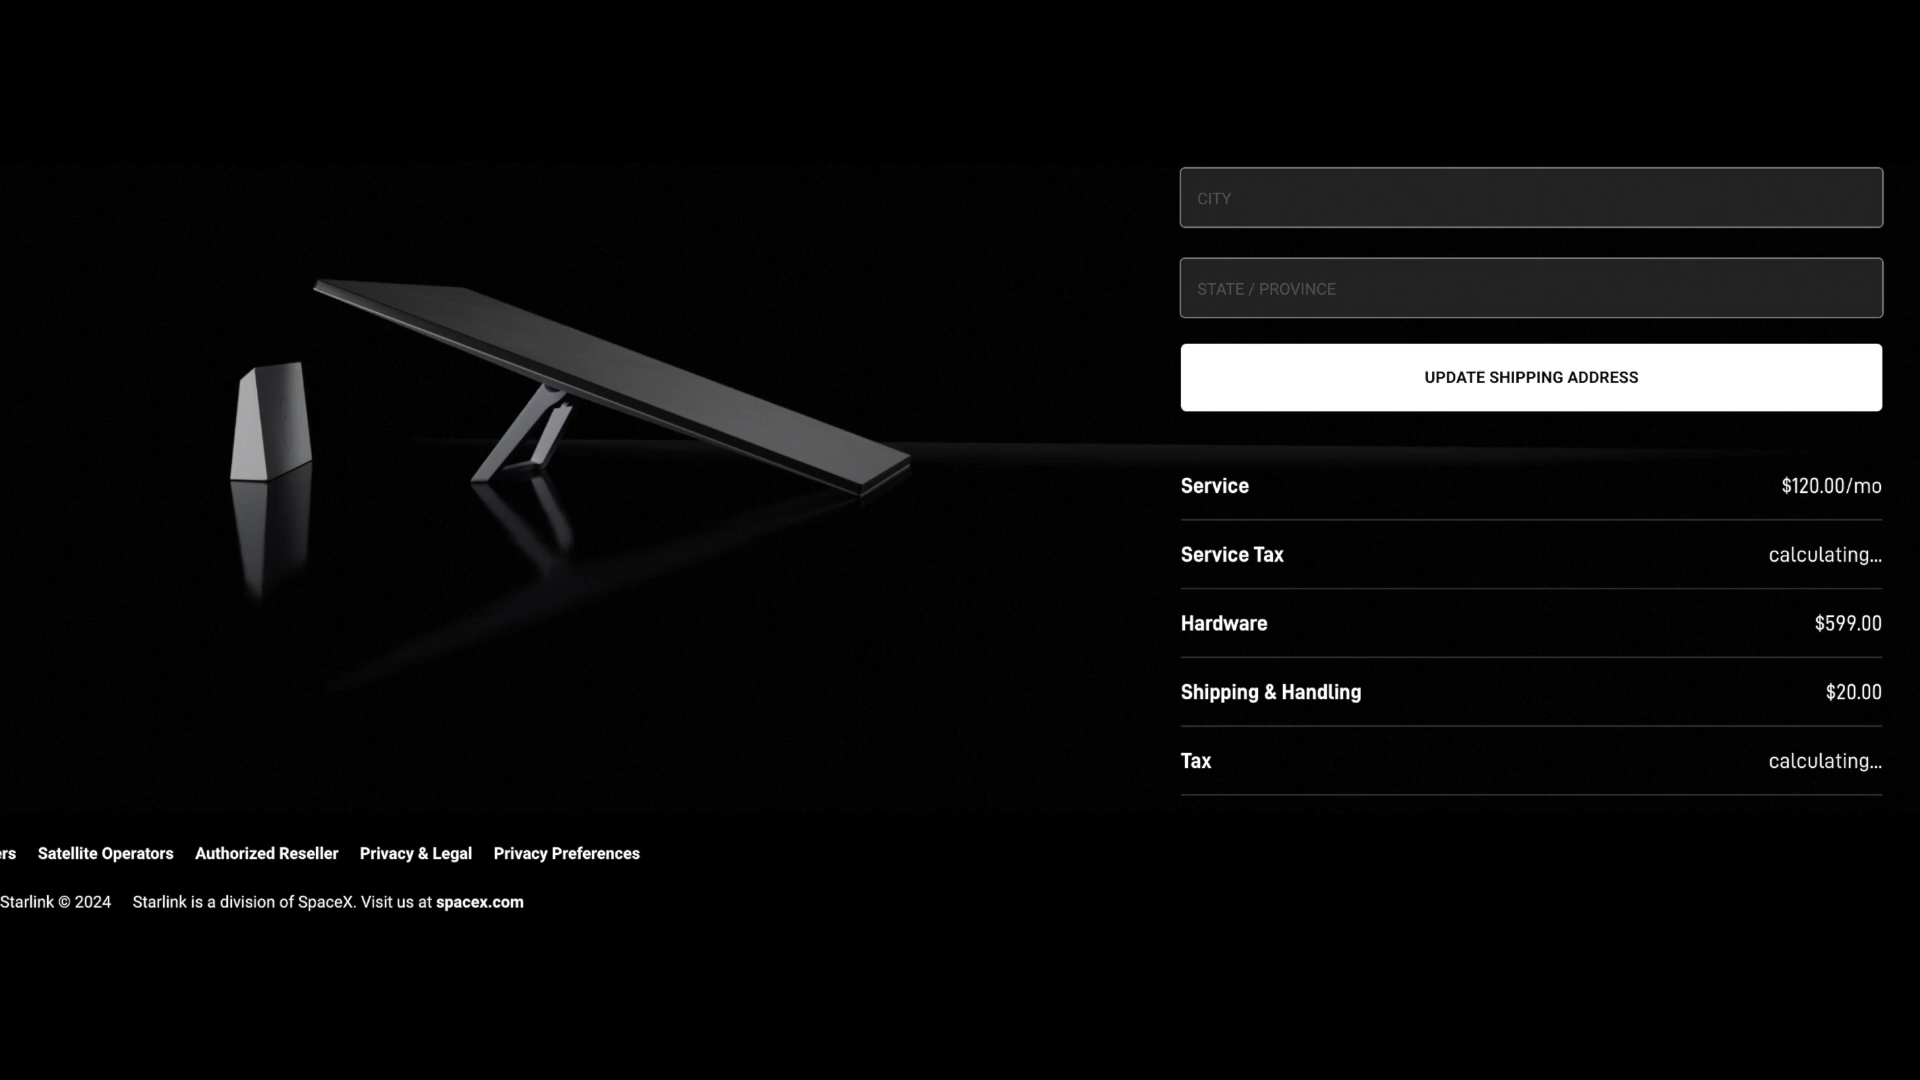 CITY
STATE / PROVINCE
UPDATE SHIPPING ADDRESS
Service $120.00/mo
Service Tax calculating...
Hardware $599.00
Shipping & Handling $20.00
Tax calculating...
ers Satellite Operators Authorized Reseller Privacy & Legal Privacy Preferences
Starlink © 2024 Starlink is a division of SpaceX. Visit us at spacex.com